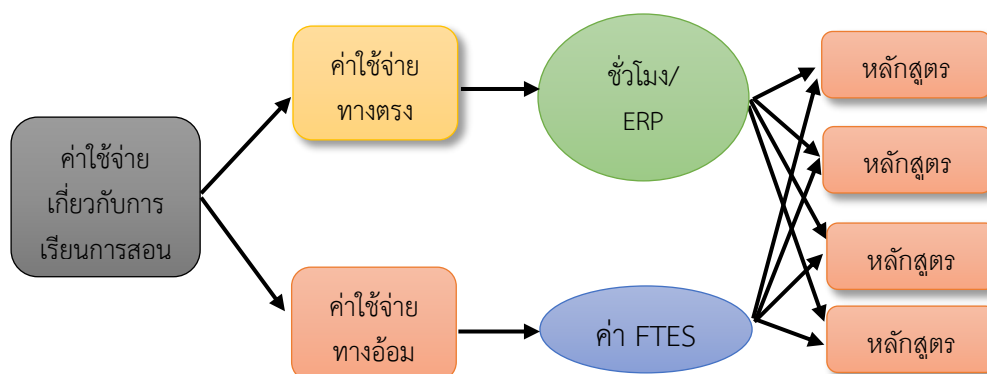 ค่าใช้จ่าย
เกี่ยวกับการ
เรียนการสอน
ค่าใช้จ่าย
ทางตรง
ค่าใช้จ่าย
ทางอ้อม
ชั่วโมง/
ERP
ค่า FTES
หลักสูตร
หลักสูตร
หลักสูตร
หลักสูตร